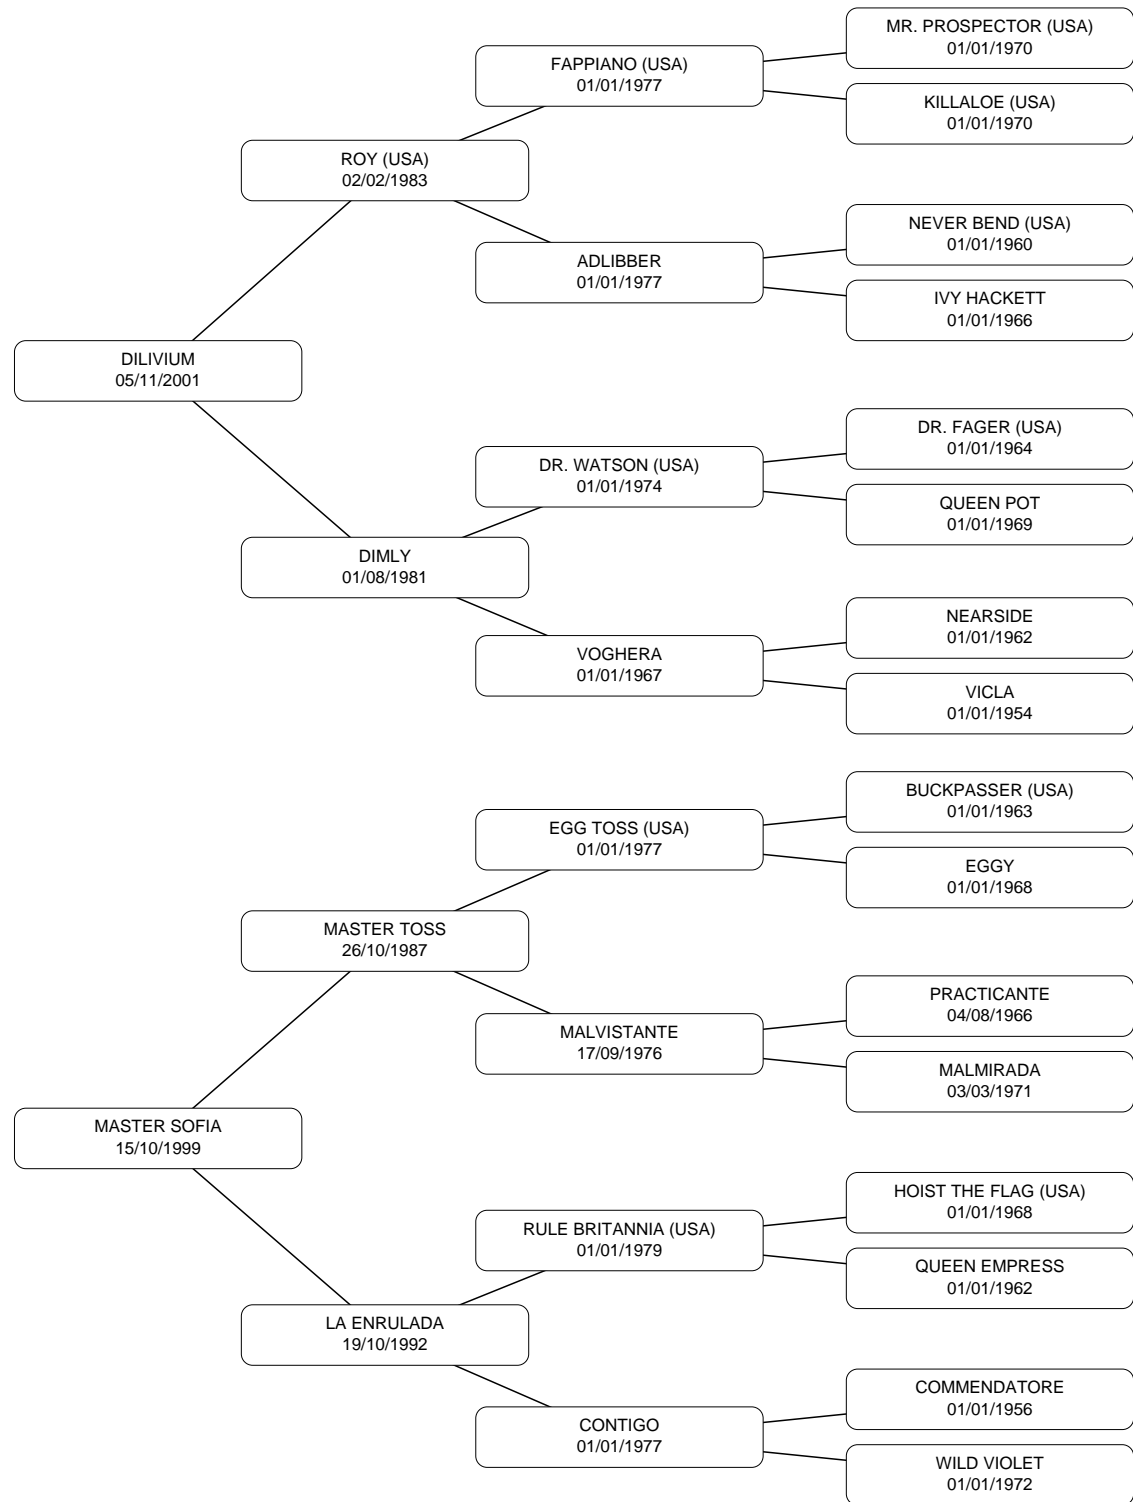 MR. PROSPECTOR (USA)
01/01/1970
FAPPIANO (USA)
01/01/1977
KILLALOE (USA)
01/01/1970
ROY (USA)
02/02/1983
NEVER BEND (USA)
01/01/1960
ADLIBBER
01/01/1977
IVY HACKETT
01/01/1966
DILIVIUM
05/11/2001
DR. FAGER (USA)
01/01/1964
DR. WATSON (USA)
01/01/1974
QUEEN POT
01/01/1969
DIMLY
01/08/1981
NEARSIDE
01/01/1962
VOGHERA
01/01/1967
VICLA
01/01/1954
BUCKPASSER (USA)
01/01/1963
EGG TOSS (USA)
01/01/1977
EGGY
01/01/1968
MASTER TOSS
26/10/1987
PRACTICANTE
04/08/1966
MALVISTANTE
17/09/1976
MALMIRADA
03/03/1971
MASTER SOFIA
15/10/1999
HOIST THE FLAG (USA)
01/01/1968
RULE BRITANNIA (USA)
01/01/1979
QUEEN EMPRESS
01/01/1962
LA ENRULADA
19/10/1992
COMMENDATORE
01/01/1956
CONTIGO
01/01/1977
WILD VIOLET
01/01/1972